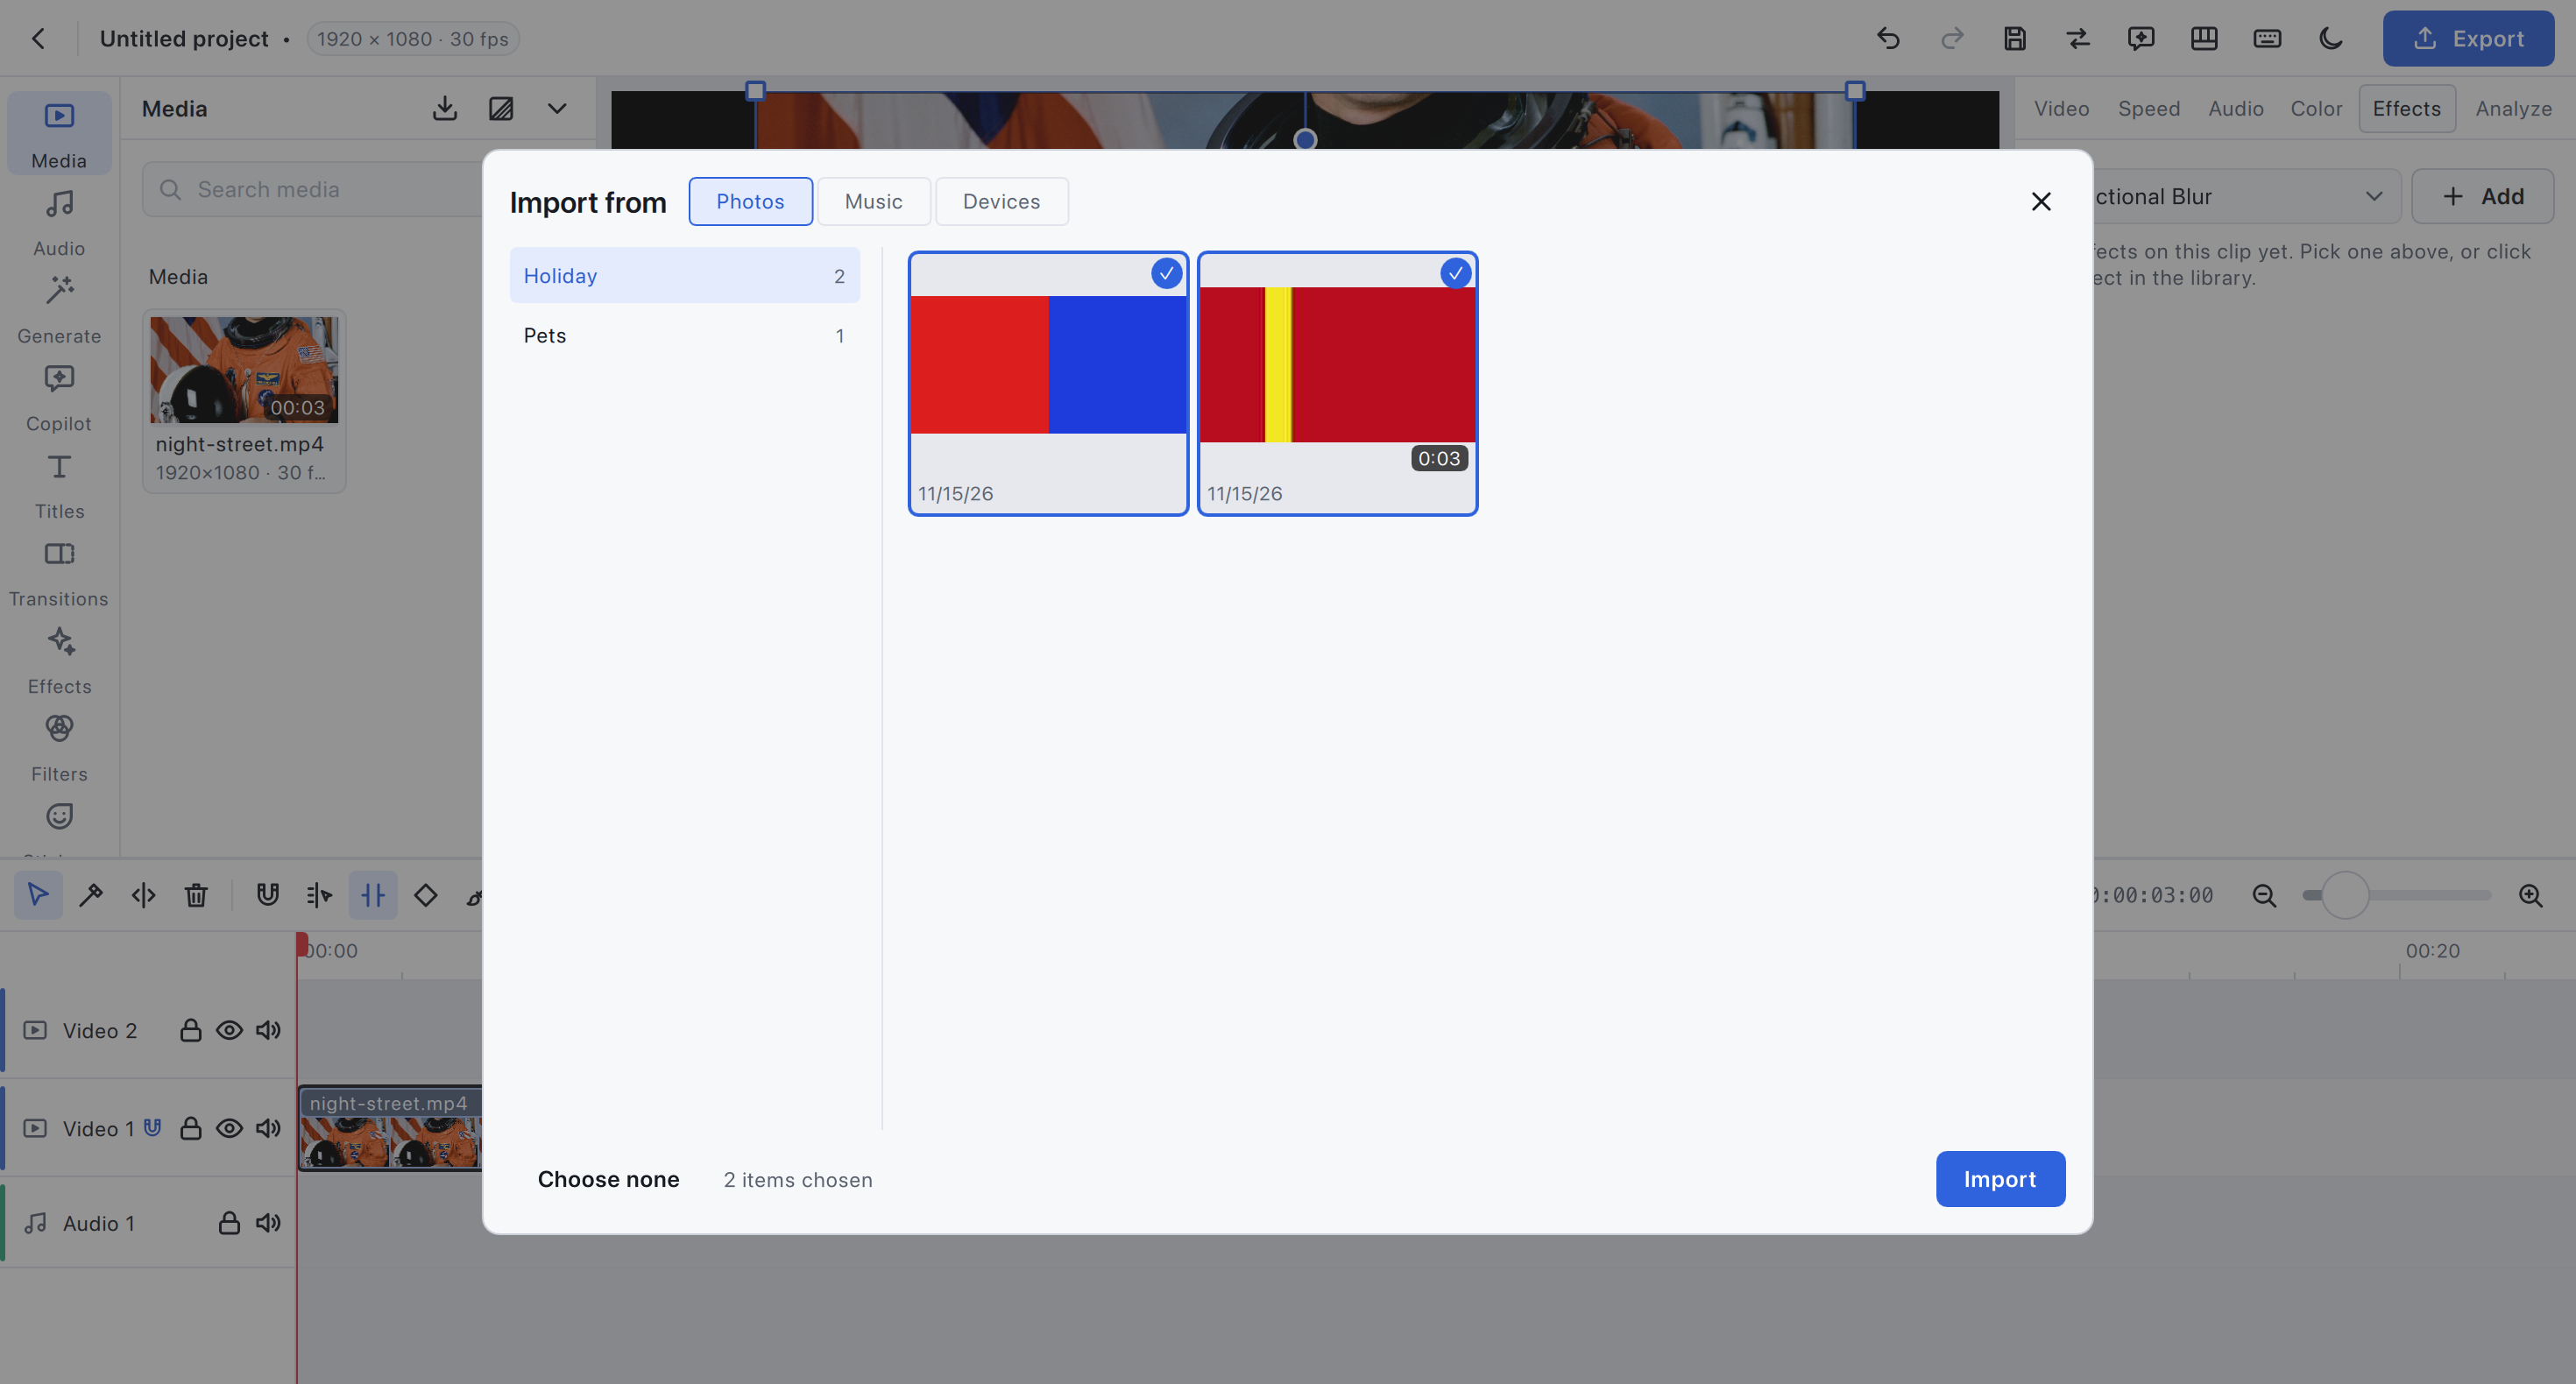 Untitled project •
1920 × 1080 · 30 fps
Export
Media
Audio
Generate
Copilot
Titles
Transitions
Effects
Filters
Media
Search media
Media
00:03
night-street.mp4
1920×1080 · 30 f...
Video
Speed
Audio
Color
Effects
Analyze
ctional Blur
Add
on this clip yet. Pick one above, or click
in the library.
Import from
Photos
Music
Devices
Holiday
2
Pets
1
11/15/26
0:03
11/15/26
Choose none
2 items chosen
Import
:00:03:00
00:00
00:20
Video 2
Video 1
night-street.mp4
Audio 1